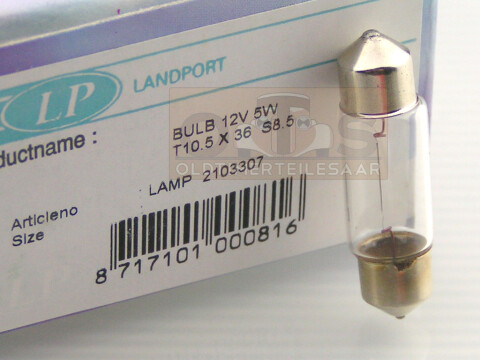 LP LANDPORT
ductname : BULB 12V 5W
T10.5 X 36 S8.5
OLDTIMERTEILESAAR
: LAMP 2103307
Articleno
Size
8 717101 000816